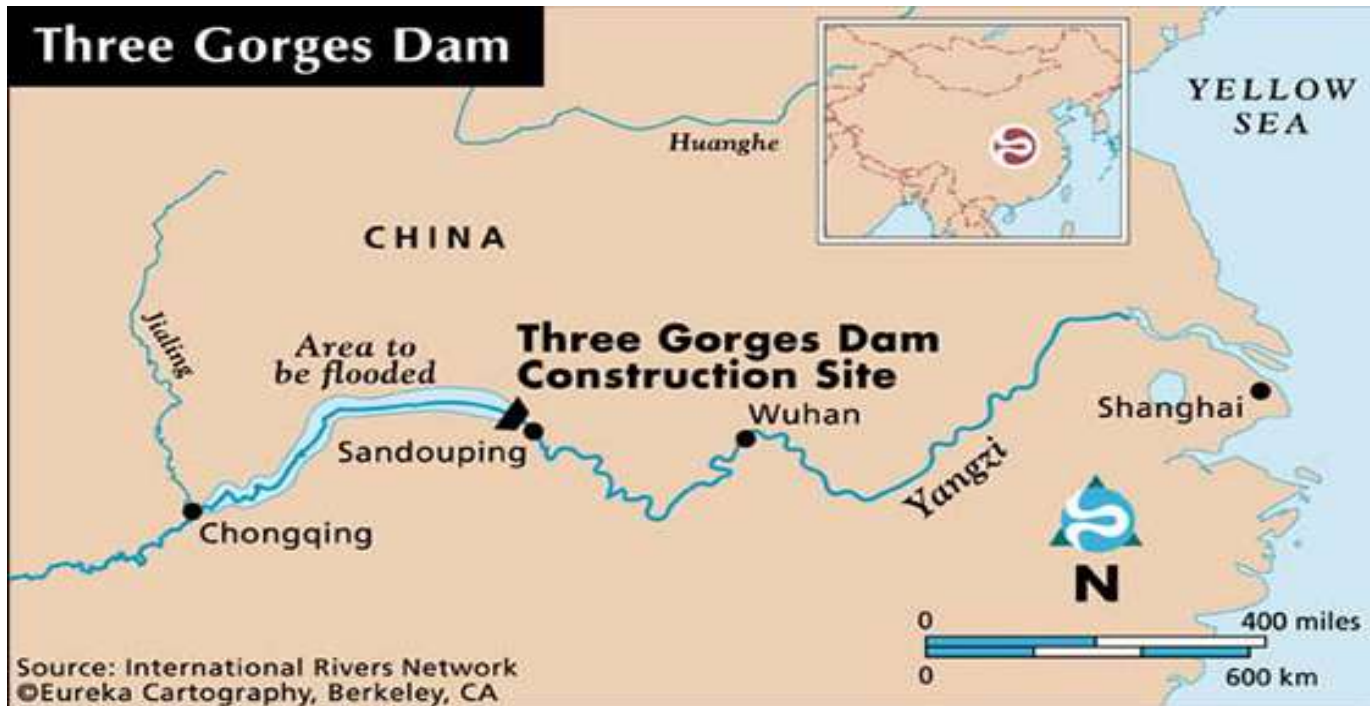 Three Gorges Dam
YELLOW
SEA
Huanghe
CHINA
Jialing
Area to
be flooded
Three Gorges Dam
Construction Site
Wuhan
Shanghai
Sandouping
Yangzi
Chongqing
N
0 400 miles
0 600 km
Source: International Rivers Network
©Eureka Cartography, Berkeley, CA